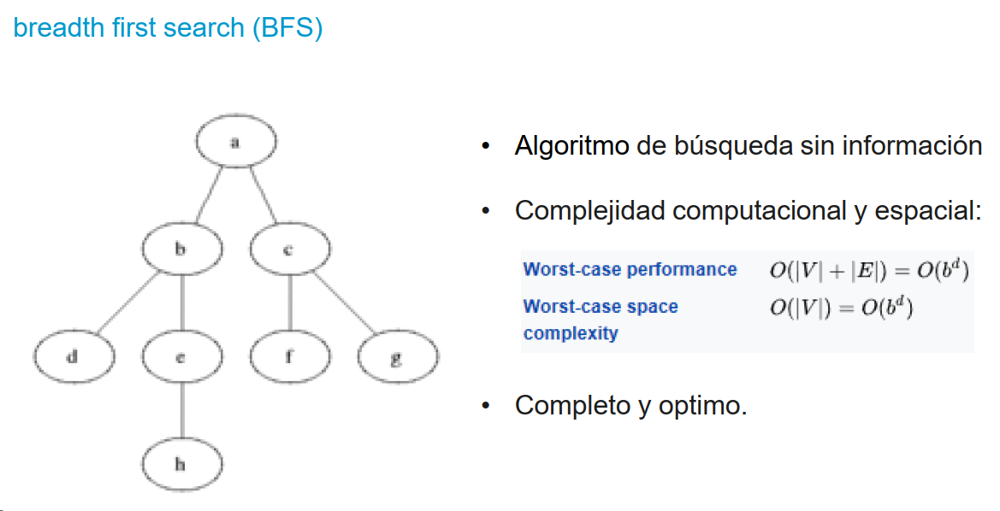 breadth first search (BFS)
a
b
c
d
e
f
g
h
• Algoritmo de búsqueda sin información
• Complejidad computacional y espacial:
Worst-case performance O(|V| + |E|) = O(b^d)
Worst-case space O(|V|) = O(b^d)
complexity
• Completo y optimo.